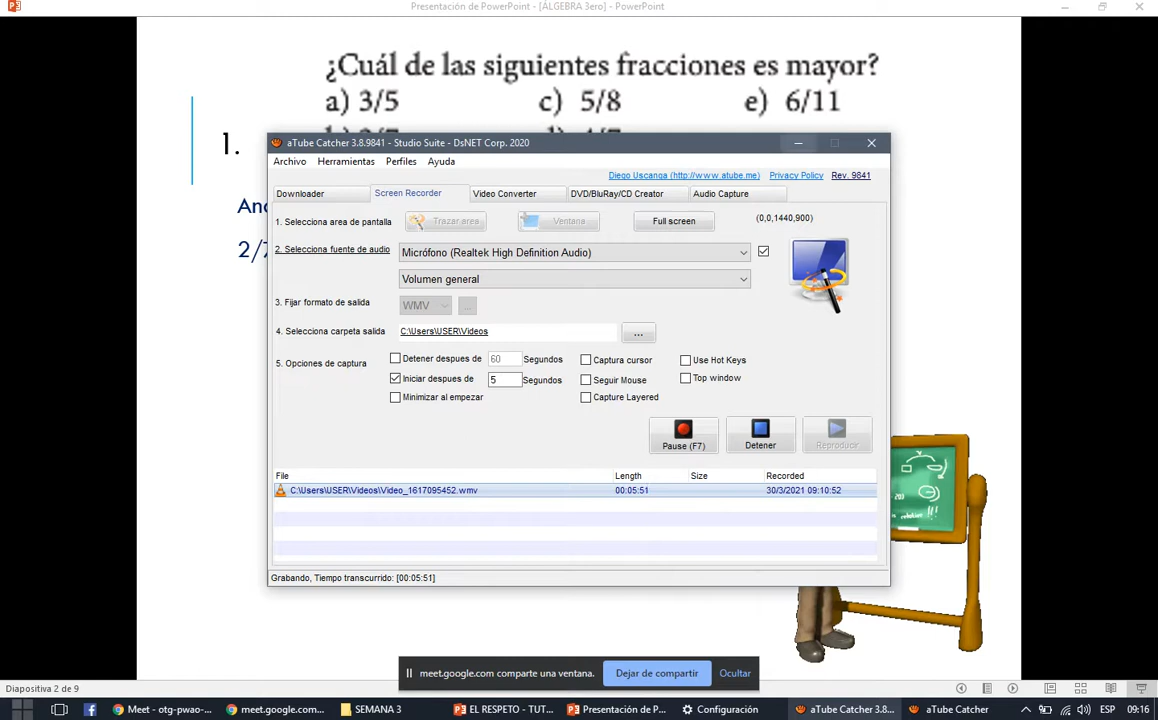 Presentación de PowerPoint - [ÁLGEBRA 3ero] - PowerPoint
¿Cuál de las siguientes fracciones es mayor?
a) 3/5 c) 5/8 e) 6/11
1.
2/7
aTube Catcher 3.8.9841 - Studio Suite - DsNET Corp. 2020
Archivo Herramientas Perfiles Ayuda
Diego Uscanga (http://www.atube.me) Privacy Policy Rev. 9841
Downloader Screen Recorder Video Converter DVD/BluRay/CD Creator Audio Capture
1. Selecciona area de pantalla Trazar area Ventana Full screen (0,0,1440,900)
2. Selecciona fuente de audio Micrófono (Realtek High Definition Audio)
Volumen general
3. Fijar formato de salida WMV ...
4. Selecciona carpeta salida C:\Users\USER\Videos ...
5. Opciones de captura
Detener despues de 60 Segundos Captura cursor Use Hot Keys
Iniciar despues de 5 Segundos Seguir Mouse Top window
Minimizar al empezar Capture Layered
Pause (F7) Detener Reproducir
File Length Size Recorded
C:\Users\USER\Videos\Video_1617095452.wmv 00:05:51 30/3/2021 09:10:52
Grabando, Tiempo transcurrido: [00:05:51]
meet.google.com comparte una ventana. Dejar de compartir Ocultar
Diapositiva 2 de 9
Meet - otg-pwao-... meet.google.com... SEMANA 3 EL RESPETO - TUT... Presentación de P... Configuración aTube Catcher 3.8... aTube Catcher ESP 09:16